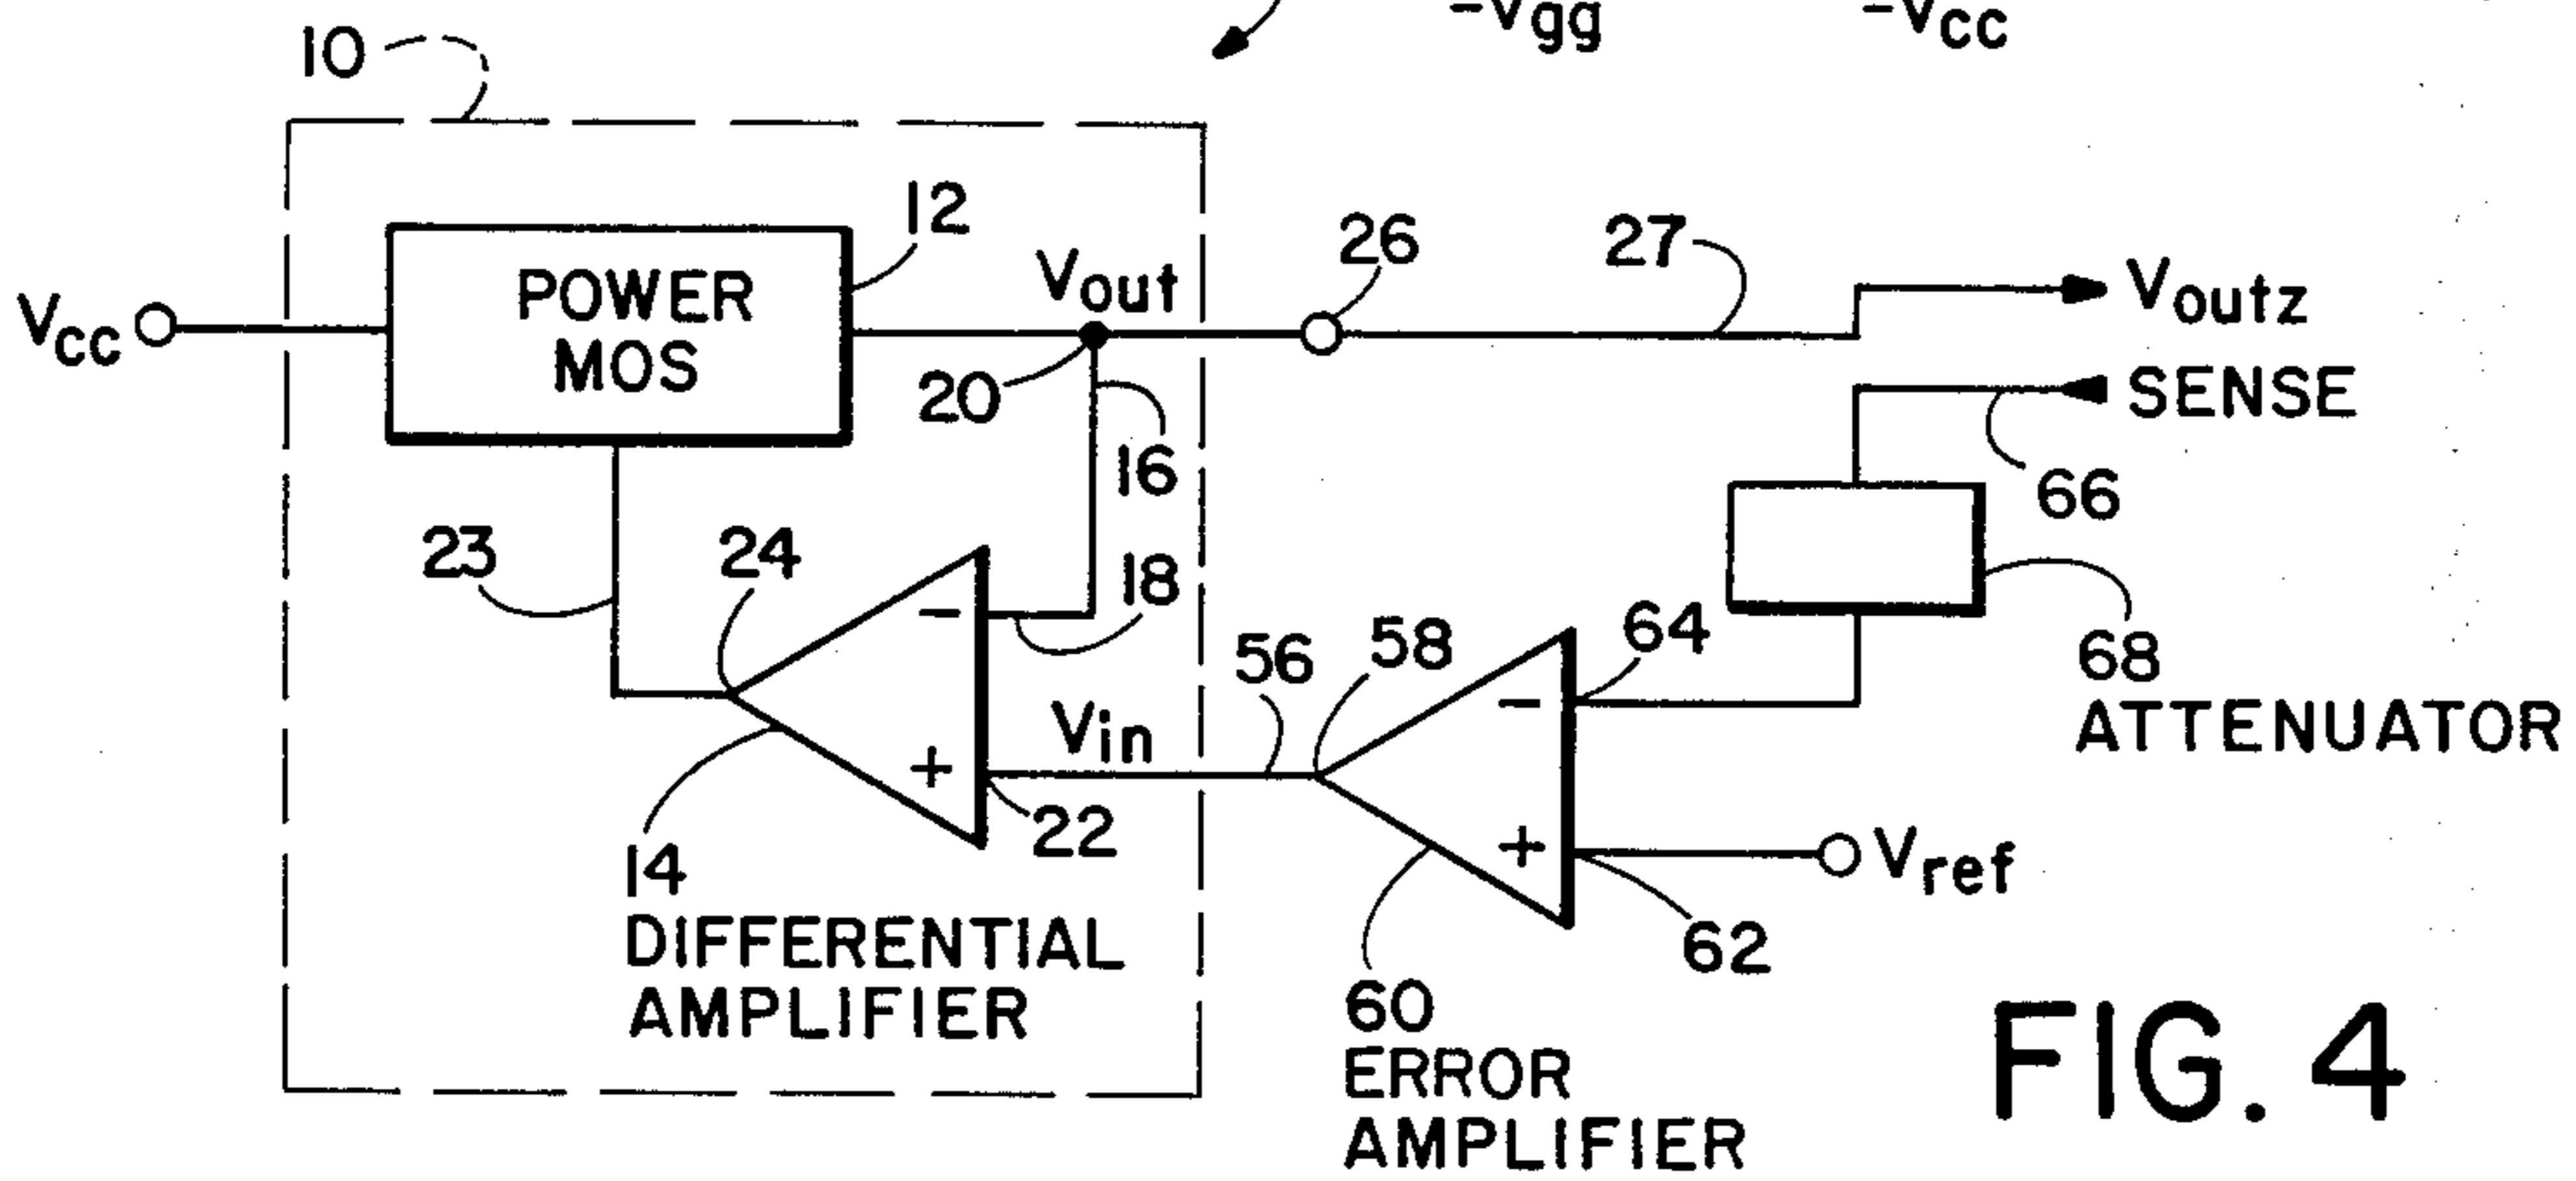 -Vgg -Vcc
10
12
POWER
MOS
Vcc
Vout
26
27
Voutz
SENSE
20
16
66
23
24
18
64
68
ATTENUATOR
56
58
Vin
22
14
DIFFERENTIAL
AMPLIFIER
Vref
62
60
ERROR
AMPLIFIER
- + - +
FIG. 4